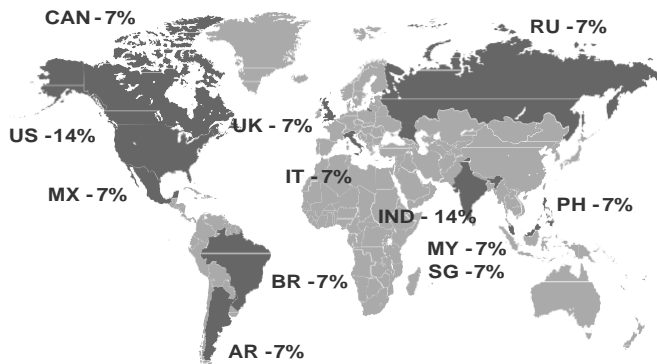 CAN - 7%
RU - 7%
US -14%
UK - 7%
MX - 7%
IT - 7%
IND - 14%
PH - 7%
MY - 7%
SG - 7%
BR - 7%
AR - 7%